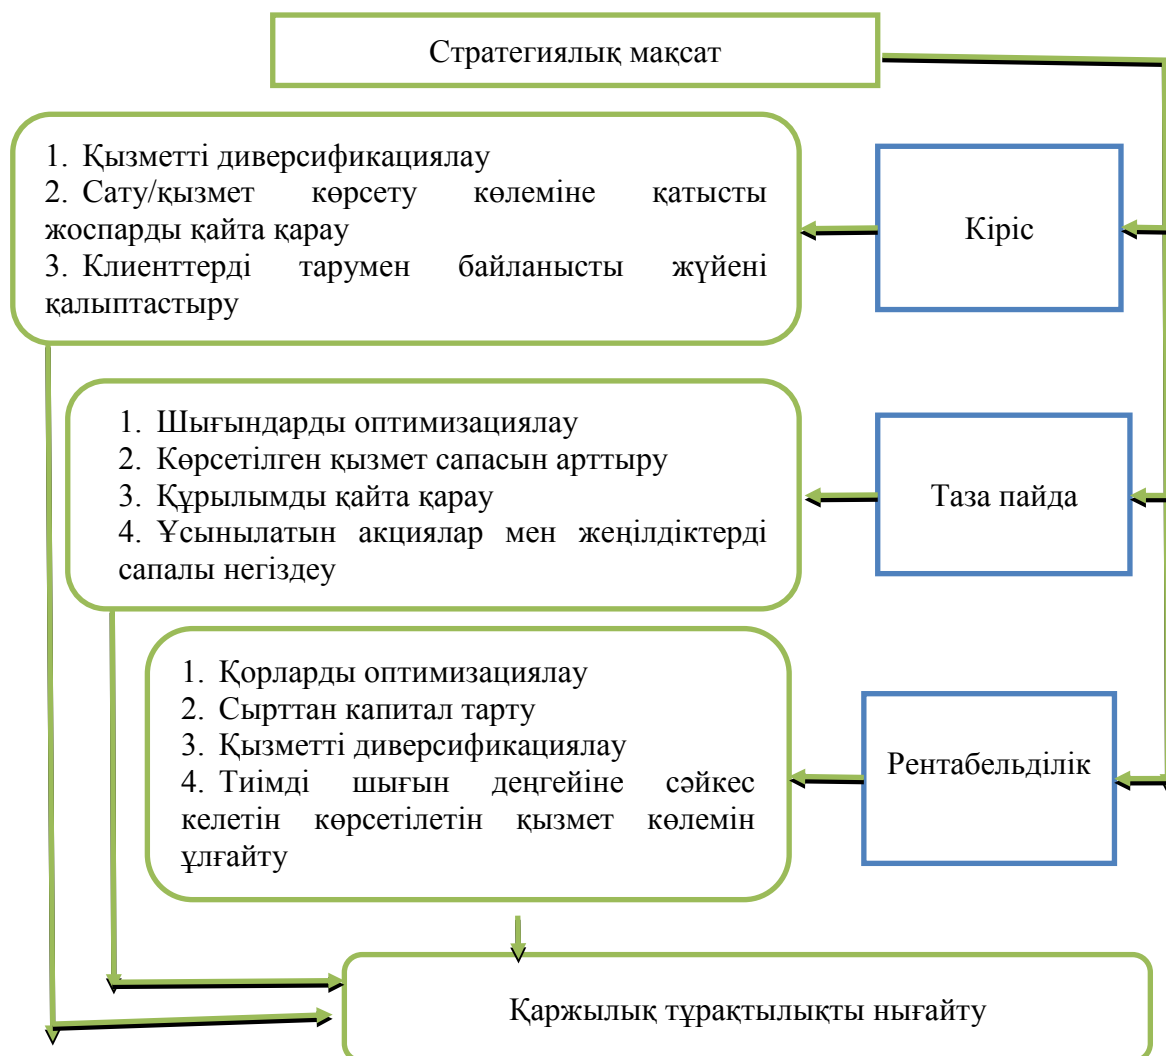 Стратегиялық мақсат
1. Қызметті диверсификациялау
2. Сату/қызмет көрсету көлеміне қатысты
жоспарды қайта қарау
3. Клиенттерді тарумен байланысты жүйені
қалыптастыру
Кіріс
1. Шығындарды оптимизациялау
2. Көрсетілген қызмет сапасын арттыру
3. Құрылымды қайта қарау
4. Ұсынылатын акциялар мен жеңілдіктерді
сапалы негіздеу
Таза пайда
1. Қорларды оптимизациялау
2. Сырттан капитал тарту
3. Қызметті диверсификациялау
4. Тиімді шығын деңгейіне сәйкес
келетін көрсетілетін қызмет көлемін
ұлғайту
Рентабельділік
Қаржылық тұрақтылықты нығайту